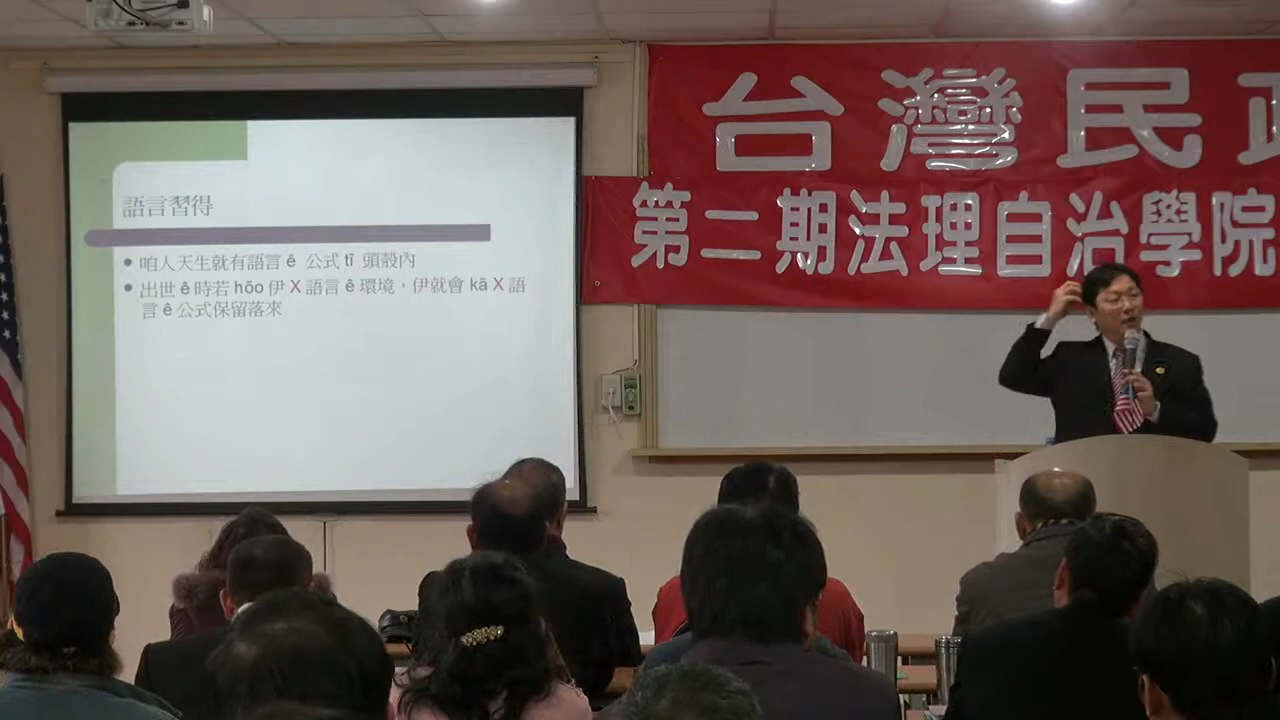 語言習得
咱人天生就有語言 ê 公式 tī 頭殼內
出世 ê 時若 hōo 伊 X 語言 ê 環境，伊就會 kā X 語
言 ê 公式保留落來
台灣民政
第二期法理自治學院